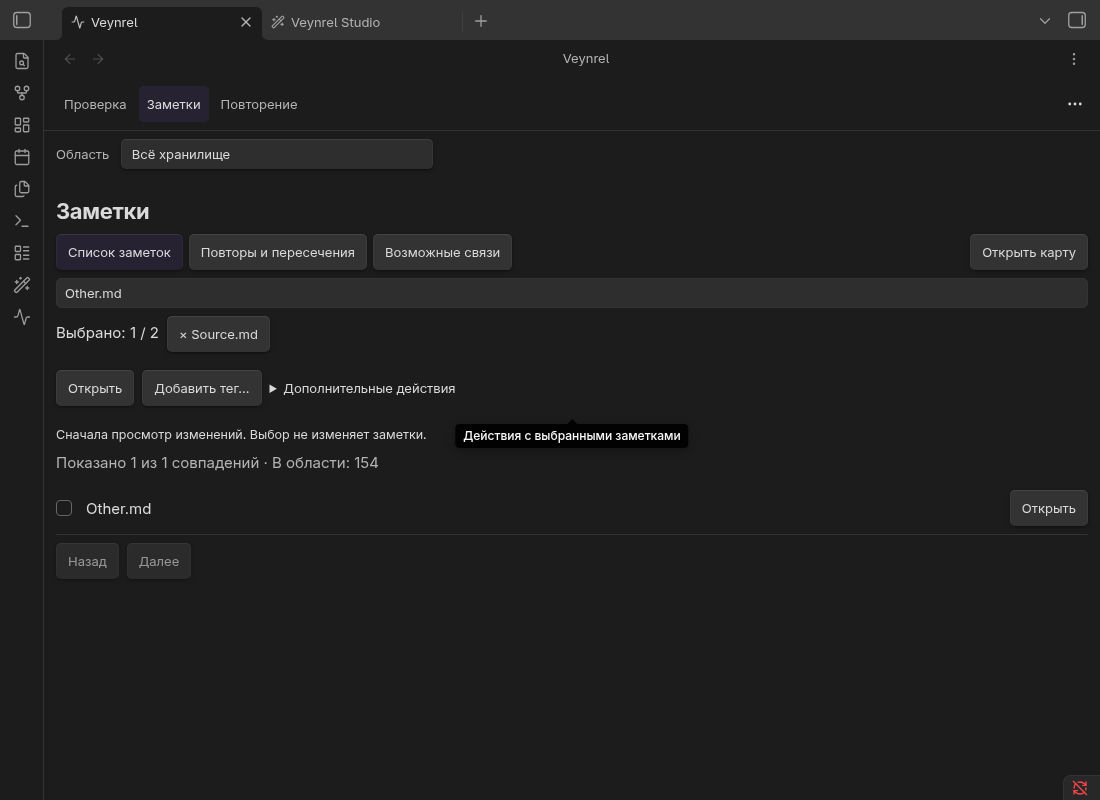 Veynrel
Veynrel Studio
Veynrel
Проверка
Заметки
Повторение
Область
Всё хранилище
Заметки
Список заметок
Повторы и пересечения
Возможные связи
Открыть карту
Other.md
Выбрано: 1 / 2
× Source.md
Открыть
Добавить тег...
Дополнительные действия
Сначала просмотр изменений. Выбор не изменяет заметки.
Действия с выбранными заметками
Показано 1 из 1 совпадений · В области: 154
Other.md
Открыть
Назад
Далее